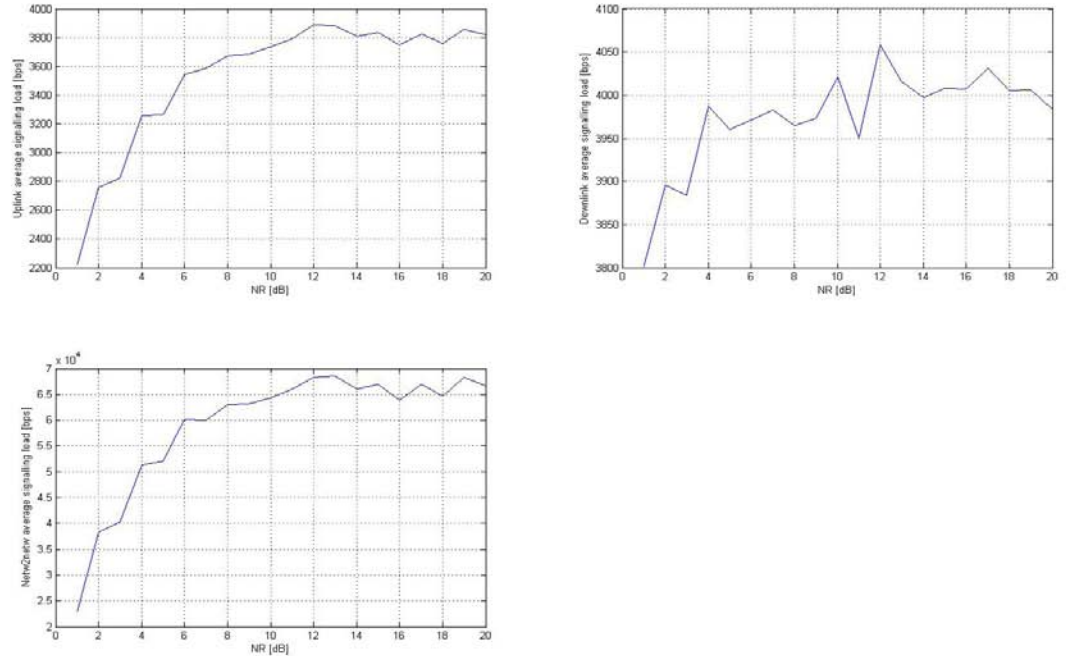 Uplink average signalling load [bps]
4000
3800
3600
3400
3200
3000
2800
2600
2400
2200
0 2 4 6 8 10 12 14 16 18 20
NR [dB]
Downlink average signalling load [bps]
4100
4050
4000
3950
3900
3850
3800
0 2 4 6 8 10 12 14 16 18 20
NR [dB]
Netw2netw average signalling load [bps]
x 10^4
7
6.5
6
5.5
5
4.5
4
3.5
3
2.5
2
0 2 4 6 8 10 12 14 16 18 20
NR [dB]